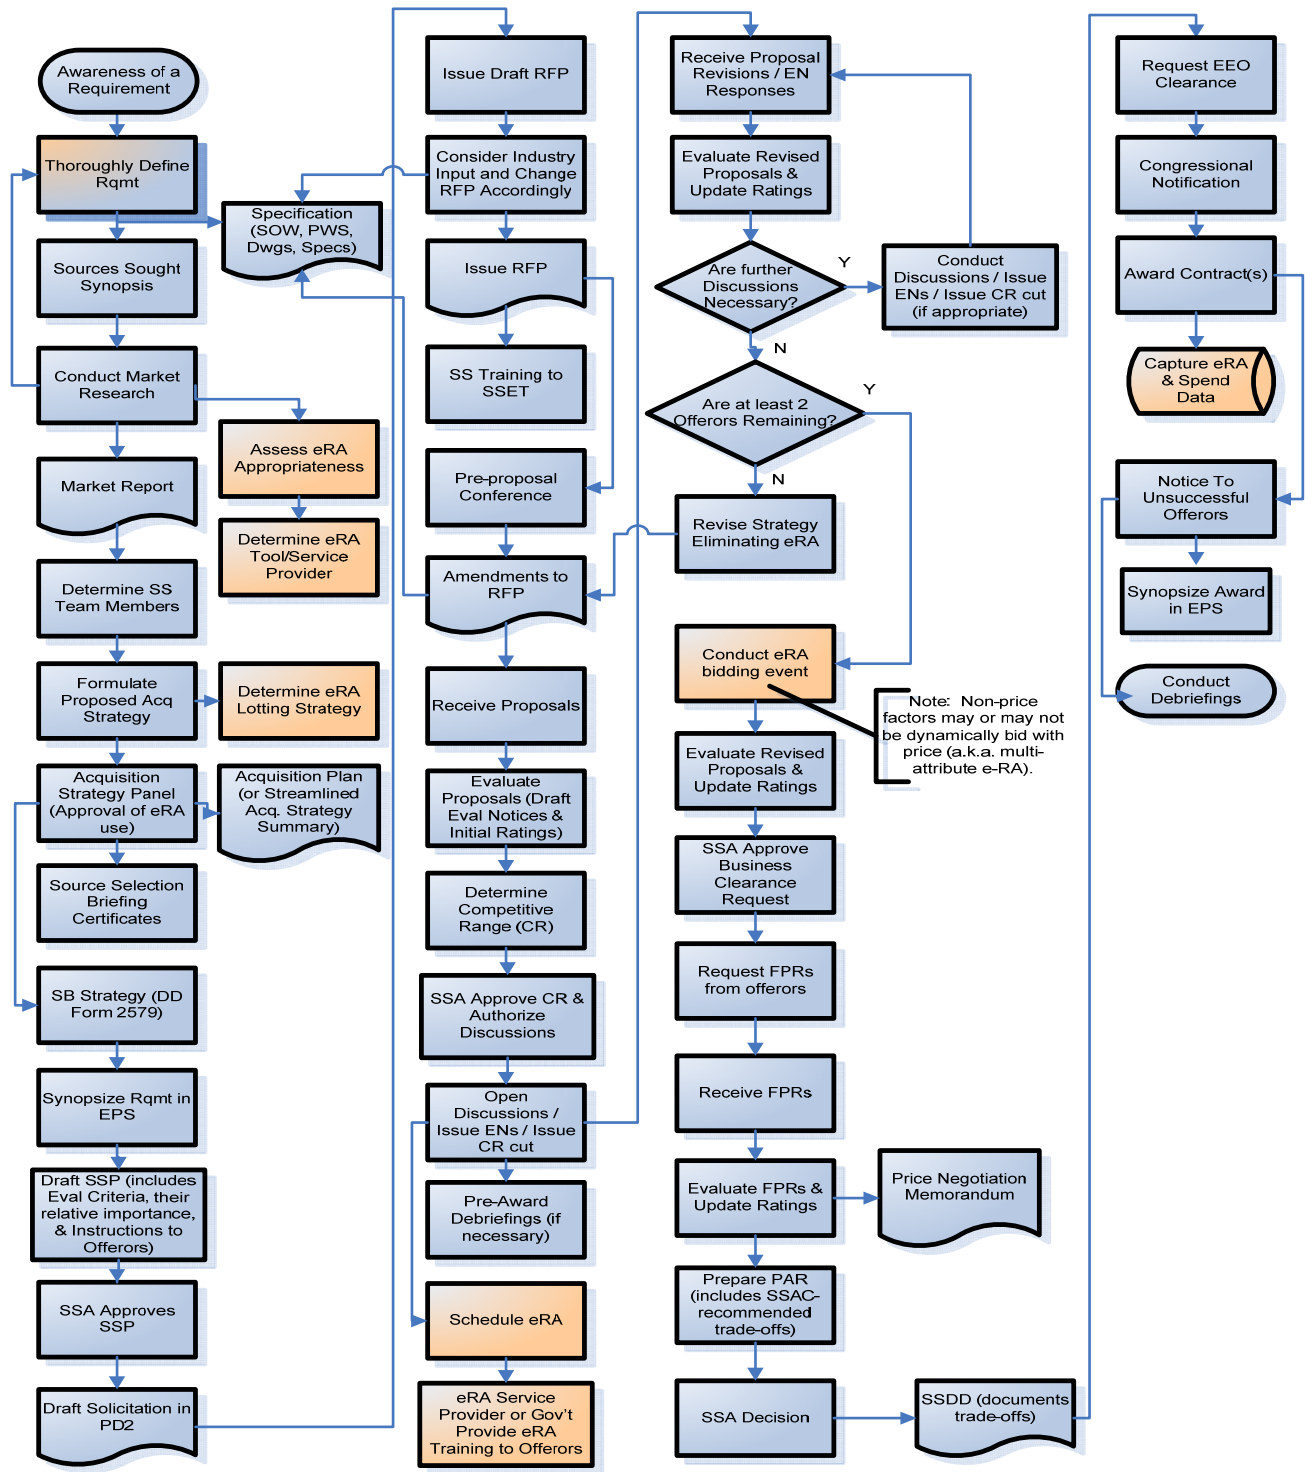 Awareness of a
Requirement
Thoroughly Define
Rqmt
Specification
(SOW, PWS,
Dwgs, Specs)
Sources Sought
Synopsis
Conduct Market
Research
Assess eRA
Appropriateness
Market Report
Determine eRA
Tool/Service
Provider
Determine SS
Team Members
Formulate
Proposed Acq
Strategy
Determine eRA
Lotting Strategy
Acquisition
Strategy Panel
(Approval of eRA
use)
Acquisition Plan
(or Streamlined
Acq. Strategy
Summary)
Source Selection
Briefing
Certificates
SB Strategy (DD
Form 2579)
Synopsize Rqmt in
EPS
Draft SSP (includes
Eval Criteria, their
relative importance,
& Instructions to
Offerors)
SSA Approves
SSP
Draft Solicitation in
PD2
Issue Draft RFP
Consider Industry
Input and Change
RFP Accordingly
Issue RFP
SS Training to
SSET
Pre-proposal
Conference
Amendments to
RFP
Receive Proposals
Evaluate
Proposals (Draft
Eval Notices &
Initial Ratings)
Determine
Competitive
Range (CR)
SSA Approve CR &
Authorize
Discussions
Open
Discussions /
Issue ENs / Issue
CR cut
Pre-Award
Debriefings (if
necessary)
Schedule eRA
eRA Service
Provider or Gov't
Provide eRA
Training to Offerors
Receive Proposal
Revisions / EN
Responses
Evaluate Revised
Proposals &
Update Ratings
Are further
Discussions
Necessary?
Y
Conduct
Discussions / Issue
ENs / Issue CR cut
(if appropriate)
N
Are at least 2
Offerors Remaining?
Y
N
Revise Strategy
Eliminating eRA
Conduct eRA
bidding event
Note: Non-price
factors may or may not
be dynamically bid with
price (a.k.a. multi-
attribute e-RA).
Evaluate Revised
Proposals &
Update Ratings
SSA Approve
Business
Clearance
Request
Request FPRs
from offerors
Receive FPRs
Evaluate FPRs &
Update Ratings
Price Negotiation
Memorandum
Prepare PAR
(includes SSAC-
recommended
trade-offs)
SSA Decision
SSDD (documents
trade-offs)
Request EEO
Clearance
Congressional
Notification
Award Contract(s)
Capture eRA
& Spend
Data
Notice To
Unsuccessful
Offerors
Synopsize Award
in EPS
Conduct
Debriefings